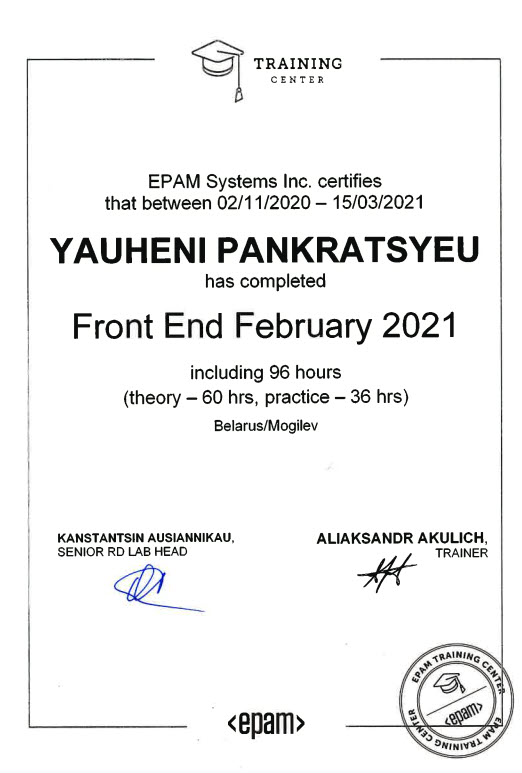 TRAINING
CENTER
EPAM Systems Inc. certifies
that between 02/11/2020 – 15/03/2021
YAUHENI PANKRATSYEU
has completed
Front End February 2021
including 96 hours
(theory – 60 hrs, practice – 36 hrs)
Belarus/Mogilev
KANSTANTSIN AUSIANNIKAU,
SENIOR RD LAB HEAD
ALIAKSANDR AKULICH,
TRAINER
<epam>
EPAM TRAINING CENTER
<epam>
EPAM TRAINING CENTER